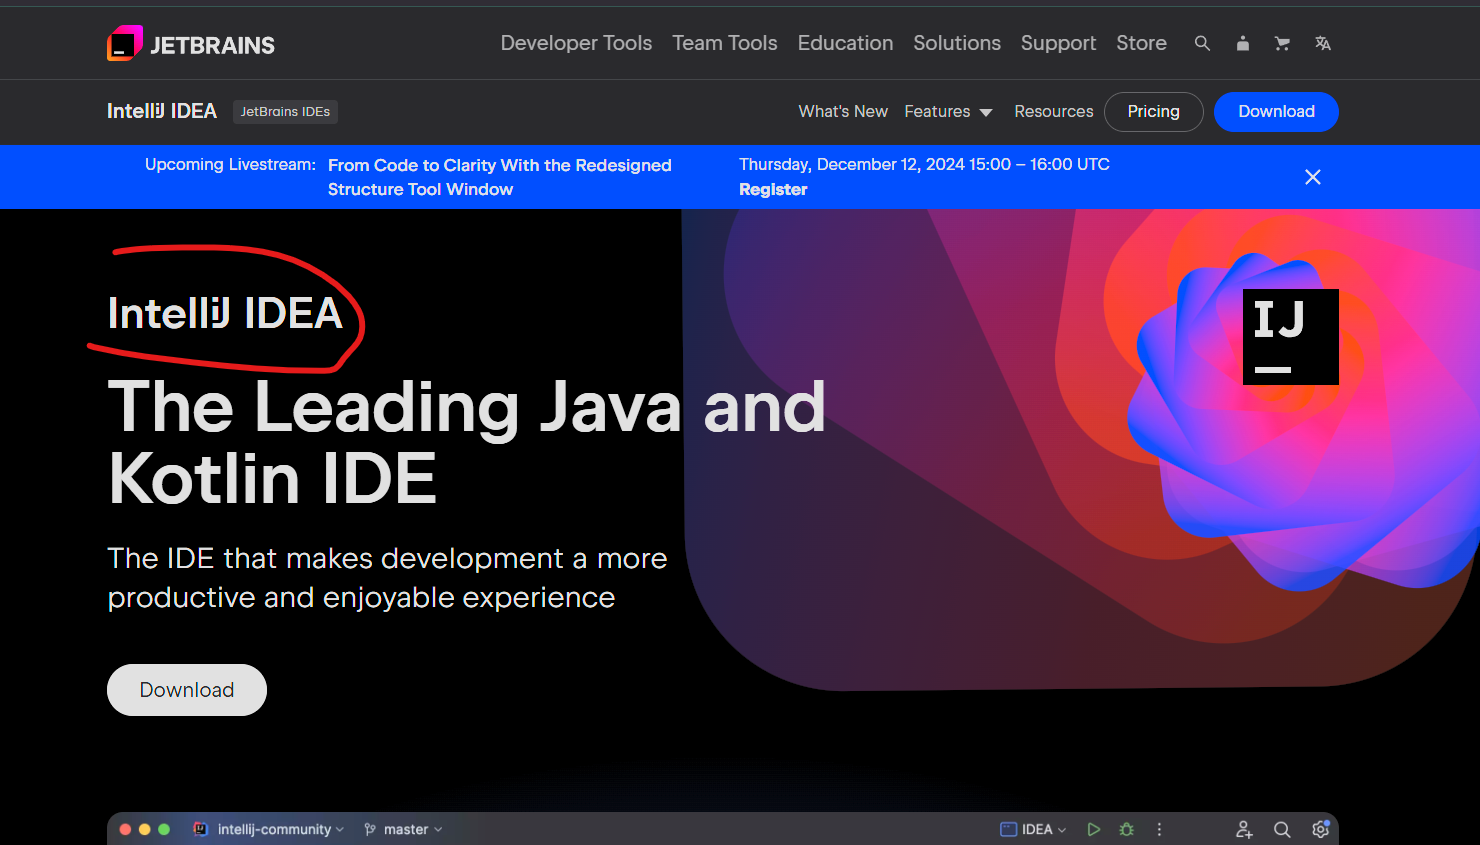 JETBRAINS
Developer Tools Team Tools Education Solutions Support Store
IntelliJ IDEA JetBrains IDEs
What's New Features Resources Pricing Download
Upcoming Livestream: From Code to Clarity With the Redesigned
Structure Tool Window
Thursday, December 12, 2024 15:00 – 16:00 UTC
Register
IntelliJ IDEA
IJ
The Leading Java and
Kotlin IDE
The IDE that makes development a more
productive and enjoyable experience
Download
intellij-community master IDEA